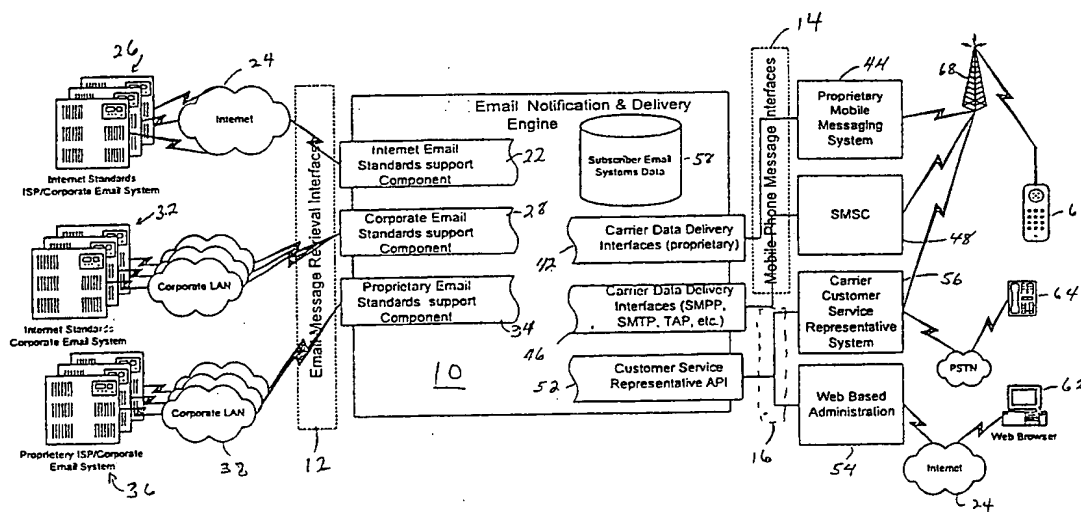 26
24
Internet
Internet Standards
ISP/Corporate Email System
32
Corporate LAN
Internet Standards
Corporate Email System
Corporate LAN
Propriety ISP/Corporate
Email System
36
38
Email Message Retrieval Interfaces
12
Email Notification & Delivery
Engine
Internet Email
Standards support
Component
22
Corporate Email
Standards support
Component
28
Proprietary Email
Standards support
Component
34
10
Subscriber Email
Systems Data
58
Carrier Data Delivery
Interfaces (proprietary)
42
Carrier Data Delivery
Interfaces (SMPP,
SMTP, TAP, etc.)
46
Customer Service
Representative API
52
14
Mobile Phone Message Interfaces
16
44
Proprietary
Mobile
Messaging
System
SMSC
48
56
Carrier
Customer
Service
Representative
System
Web Based
Administration
54
68
6
64
PSTN
62
Web Browser
Internet
24